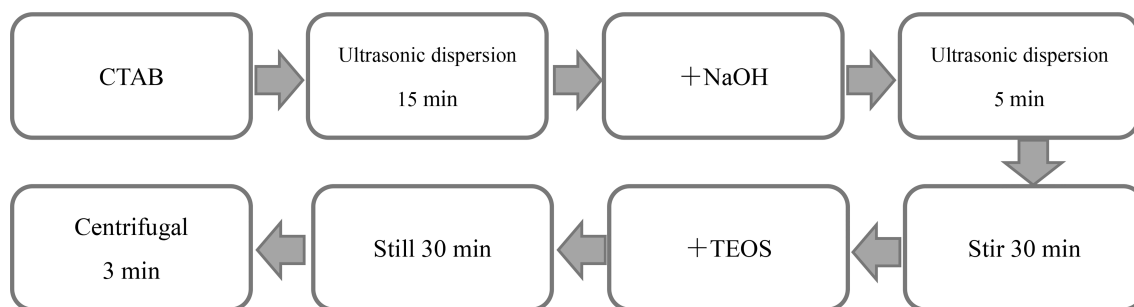 CTAB
Ultrasonic dispersion
15 min
+NaOH
Ultrasonic dispersion
5 min
Stir 30 min
+TEOS
Still 30 min
Centrifugal
3 min